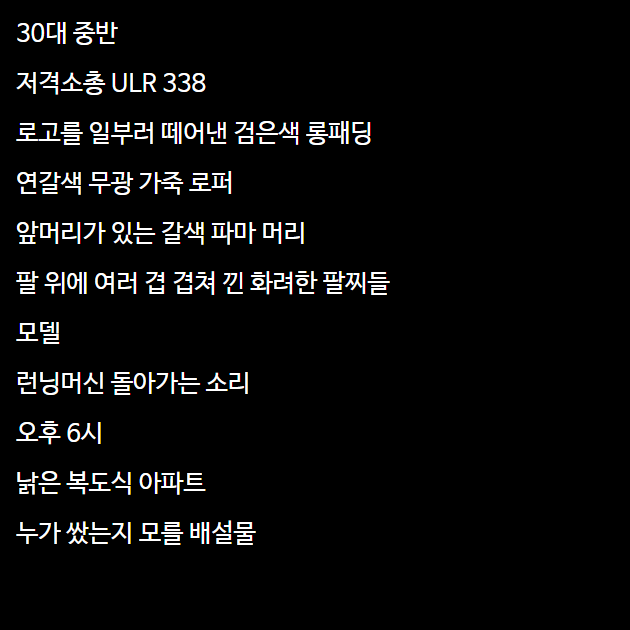 30대 중반
저격소총 ULR 338
로고를 일부러 떼어낸 검은색 롱패딩
연갈색 무광 가죽 로퍼
앞머리가 있는 갈색 파마 머리
팔 위에 여러 겹 겹쳐 낀 화려한 팔찌들
모델
런닝머신 돌아가는 소리
오후 6시
낡은 복도식 아파트
누가 쌌는지 모를 배설물